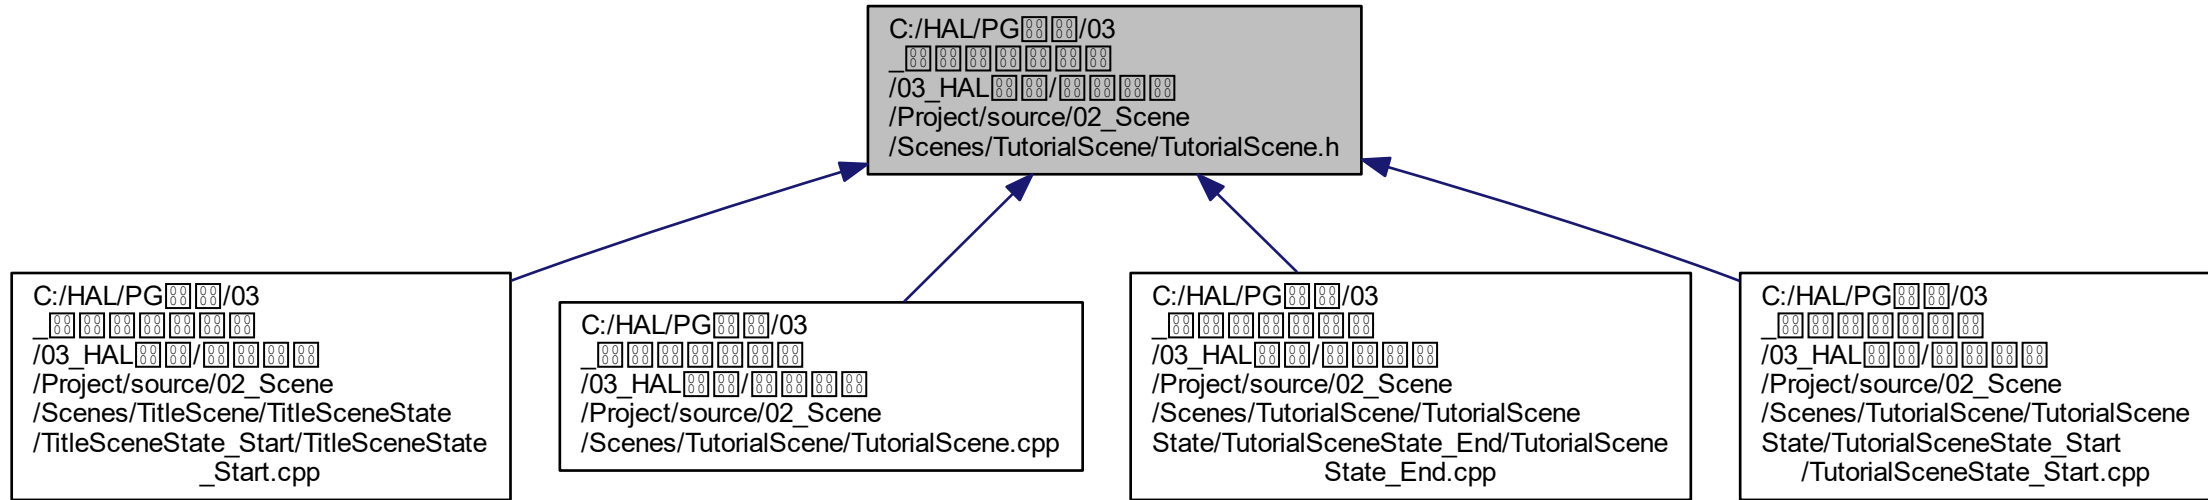 C:/HAL/PG/03
_
/03_HAL/
/Project/source/02_Scene
/Scenes/TutorialScene/TutorialScene.h
C:/HAL/PG/03
_
/03_HAL/
/Project/source/02_Scene
/Scenes/TitleScene/TitleSceneState
/TitleSceneState_Start/TitleSceneState
_Start.cpp
C:/HAL/PG/03
_
/03_HAL/
/Project/source/02_Scene
/Scenes/TutorialScene/TutorialScene.cpp
C:/HAL/PG/03
_
/03_HAL/
/Project/source/02_Scene
/Scenes/TutorialScene/TutorialScene
State/TutorialSceneState_End/TutorialScene
State_End.cpp
C:/HAL/PG/03
_
/03_HAL/
/Project/source/02_Scene
/Scenes/TutorialScene/TutorialScene
State/TutorialSceneState_Start
/TutorialSceneState_Start.cpp